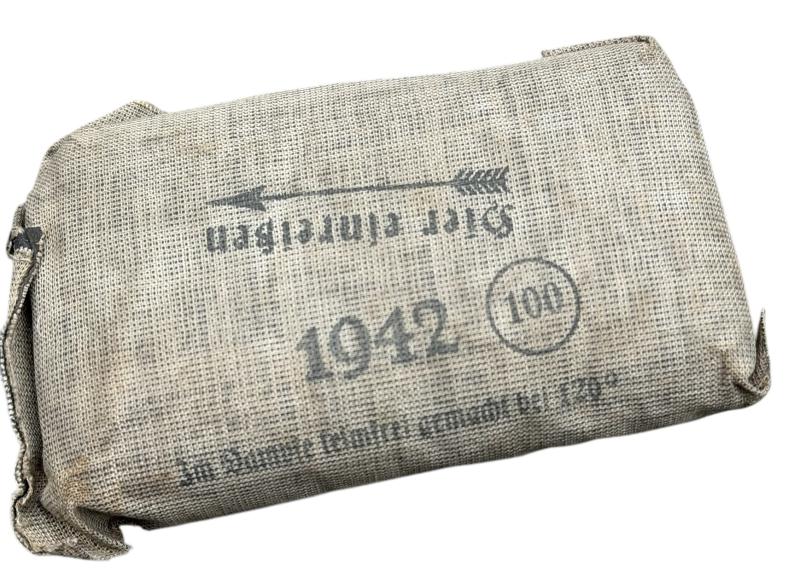 Hier einreißen
1942 100
Im Dampfe keimfrei gemacht bei 120°